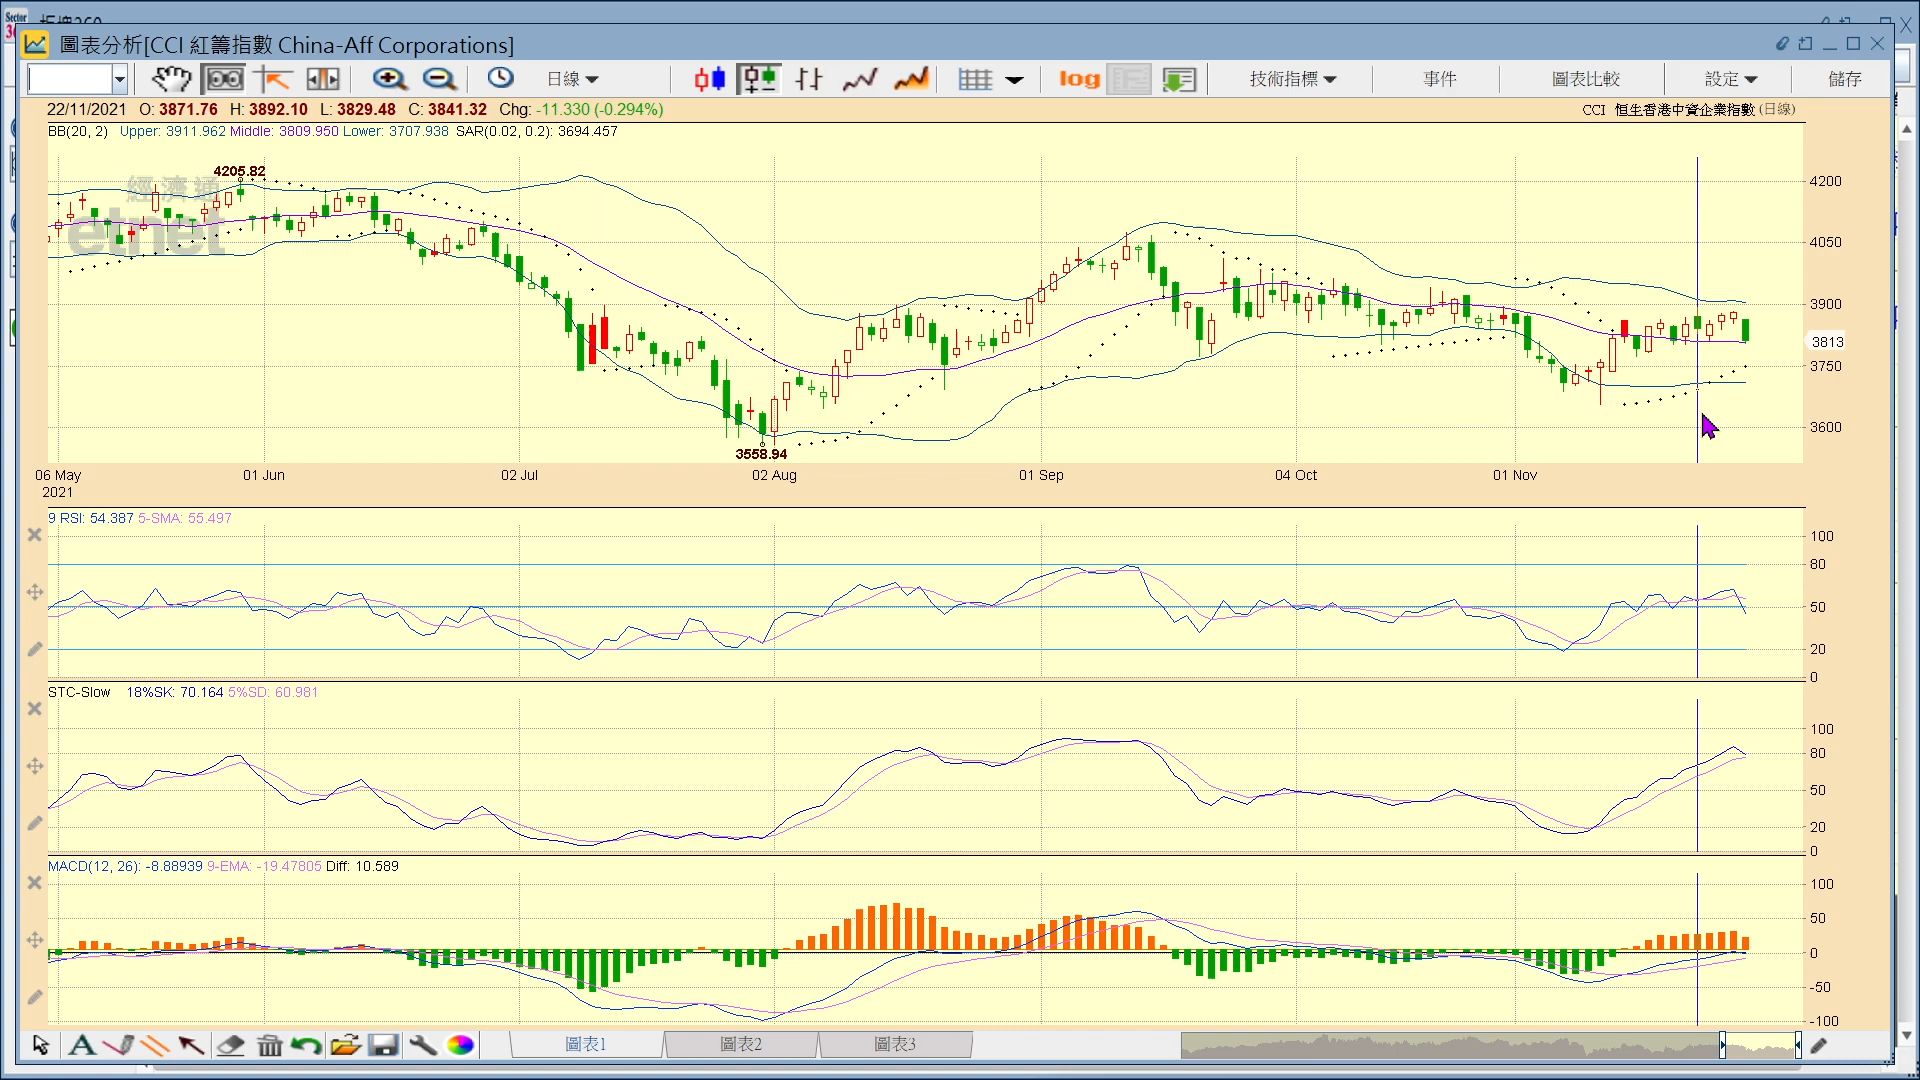 Sector
圖表分析[CCI 紅籌指數 China-Aff Corporations]
日線
log
技術指標
事件
圖表比較
設定
儲存
22/11/2021 O: 3871.76 H: 3892.10 L: 3829.48 C: 3841.32 Chg: -11.330 (-0.294%)
CCI 恒生香港中資企業指數 (日線)
BB(20, 2) Upper: 3911.962 Middle: 3809.950 Lower: 3707.938 SAR(0.02, 0.2): 3694.457
經濟通
etnet
4205.82
3558.94
4200
4050
3900
3813
3750
3600
06 May
2021
01 Jun
02 Jul
02 Aug
01 Sep
04 Oct
01 Nov
9 RSI: 54.387 5-SMA: 55.497
100
80
50
20
0
STC-Slow 18%SK: 70.164 5%SD: 60.981
100
80
50
20
0
MACD(12, 26): -8.88939 9-EMA: -19.47805 Diff: 10.589
100
50
0
-50
-100
A
圖表1
圖表2
圖表3